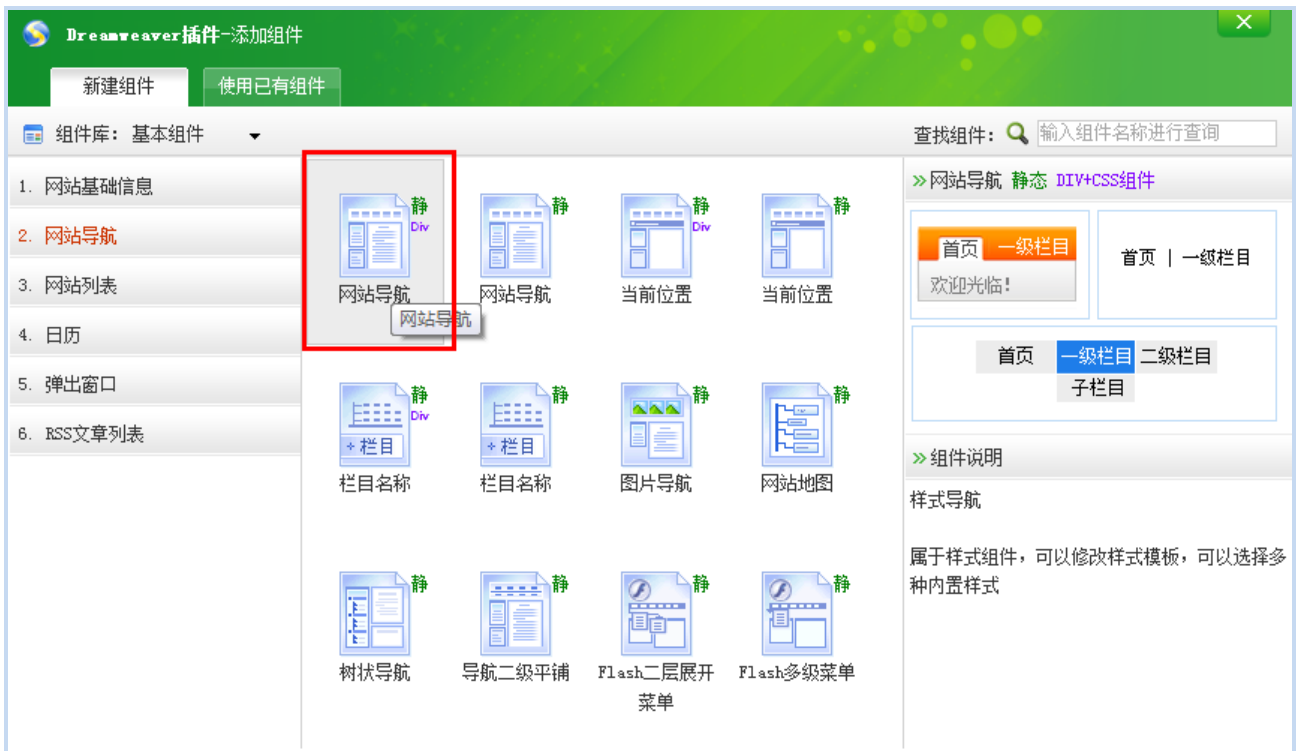 Dreamweaver插件-添加组件
新建组件
使用已有组件
组件库：基本组件
查找组件：
输入组件名称进行查询
1. 网站基础信息
2. 网站导航
3. 网站列表
4. 日历
5. 弹出窗口
6. RSS文章列表
静
Div
网站导航
网站导航
静
网站导航
静
Div
当前位置
静
当前位置
静
Div
+栏目
栏目名称
静
+栏目
栏目名称
静
图片导航
静
网站地图
静
树状导航
静
导航二级平铺
静
Flash二层展开
菜单
静
Flash多级菜单
网站导航 静态 DIV+CSS组件
首页 一级栏目
欢迎光临!
首页 | 一级栏目
首页 一级栏目 二级栏目
子栏目
组件说明
样式导航
属于样式组件，可以修改样式模板，可以选择多
种内置样式